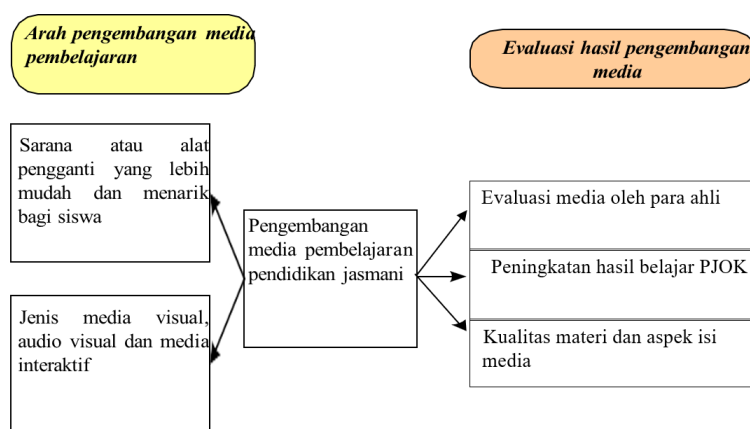 Arah pengembangan media
pembelajaran
Evaluasi hasil pengembangan
media
Sarana atau alat
pengganti yang lebih
mudah dan menarik
bagi siswa
Jenis media visual,
audio visual dan media
interaktif
Pengembangan
media pembelajaran
pendidikan jasmani
Evaluasi media oleh para ahli
Peningkatan hasil belajar PJOK
Kualitas materi dan aspek isi
media